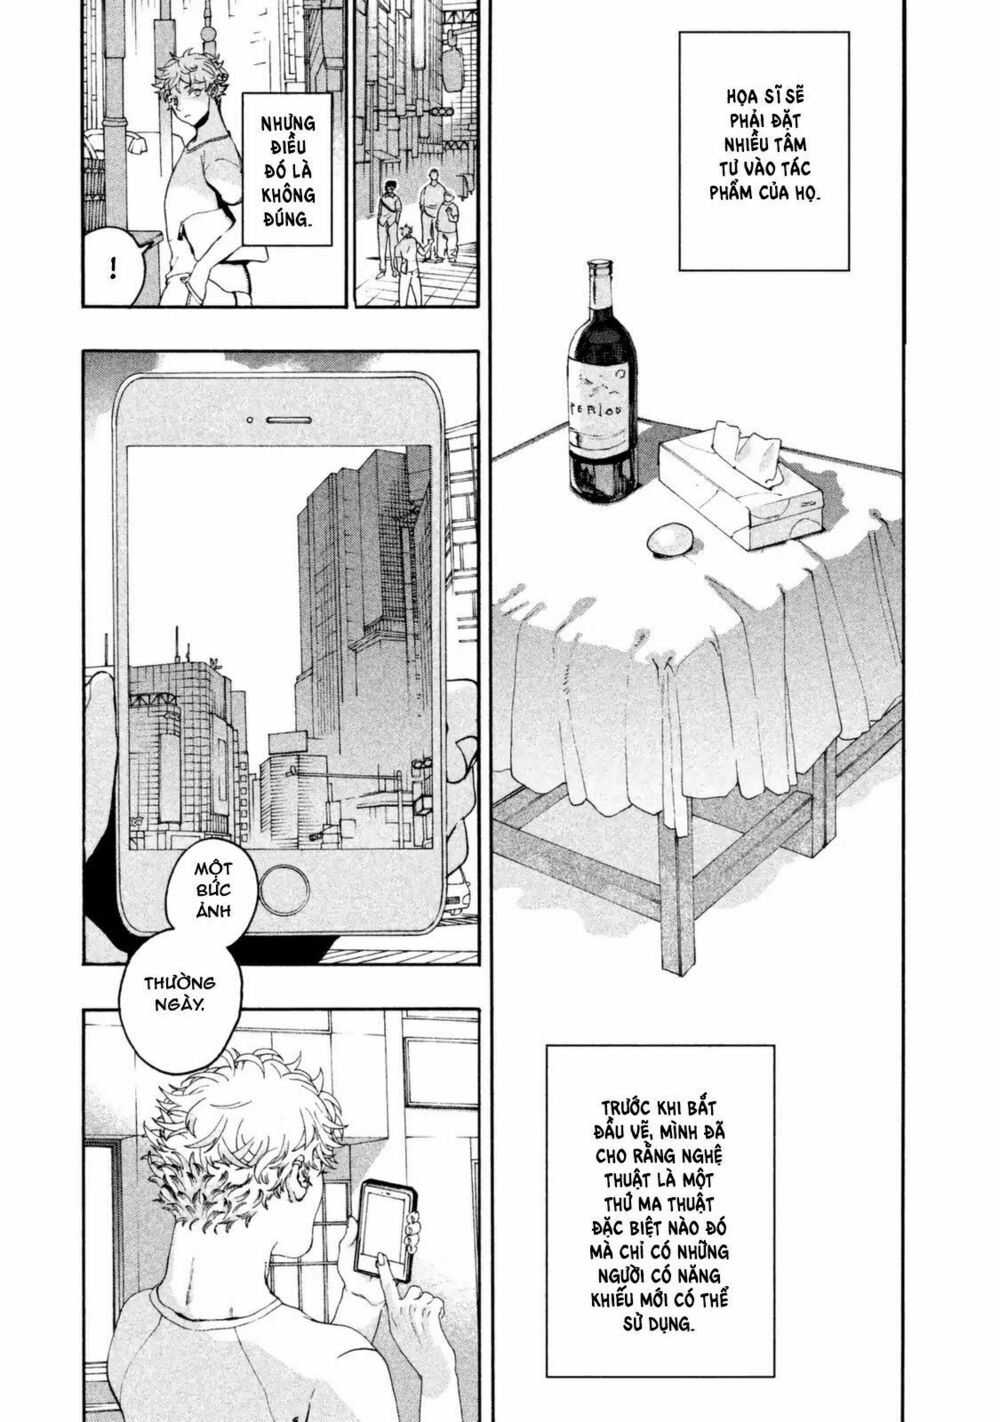 HỌA SĨ SẼ
PHẢI ĐẶT
NHIỀU TÂM
TƯ VÀO TÁC
PHẨM CỦA HỌ.
PERIOD
TRƯỚC KHI BẮT
ĐẦU VẼ, MÌNH ĐÃ
CHO RẰNG NGHỆ
THUẬT LÀ MỘT
THỨ MA THUẬT
ĐẶC BIỆT NÀO ĐÓ
MÀ CHỈ CÓ NHỮNG
NGƯỜI CÓ NĂNG
KHIẾU MỚI CÓ THỂ
SỬ DỤNG.
NHƯNG
ĐIỀU
ĐÓ LÀ
KHÔNG
ĐÚNG.
!
MỘT
BỨC
ẢNH
THƯỜNG
NGÀY.